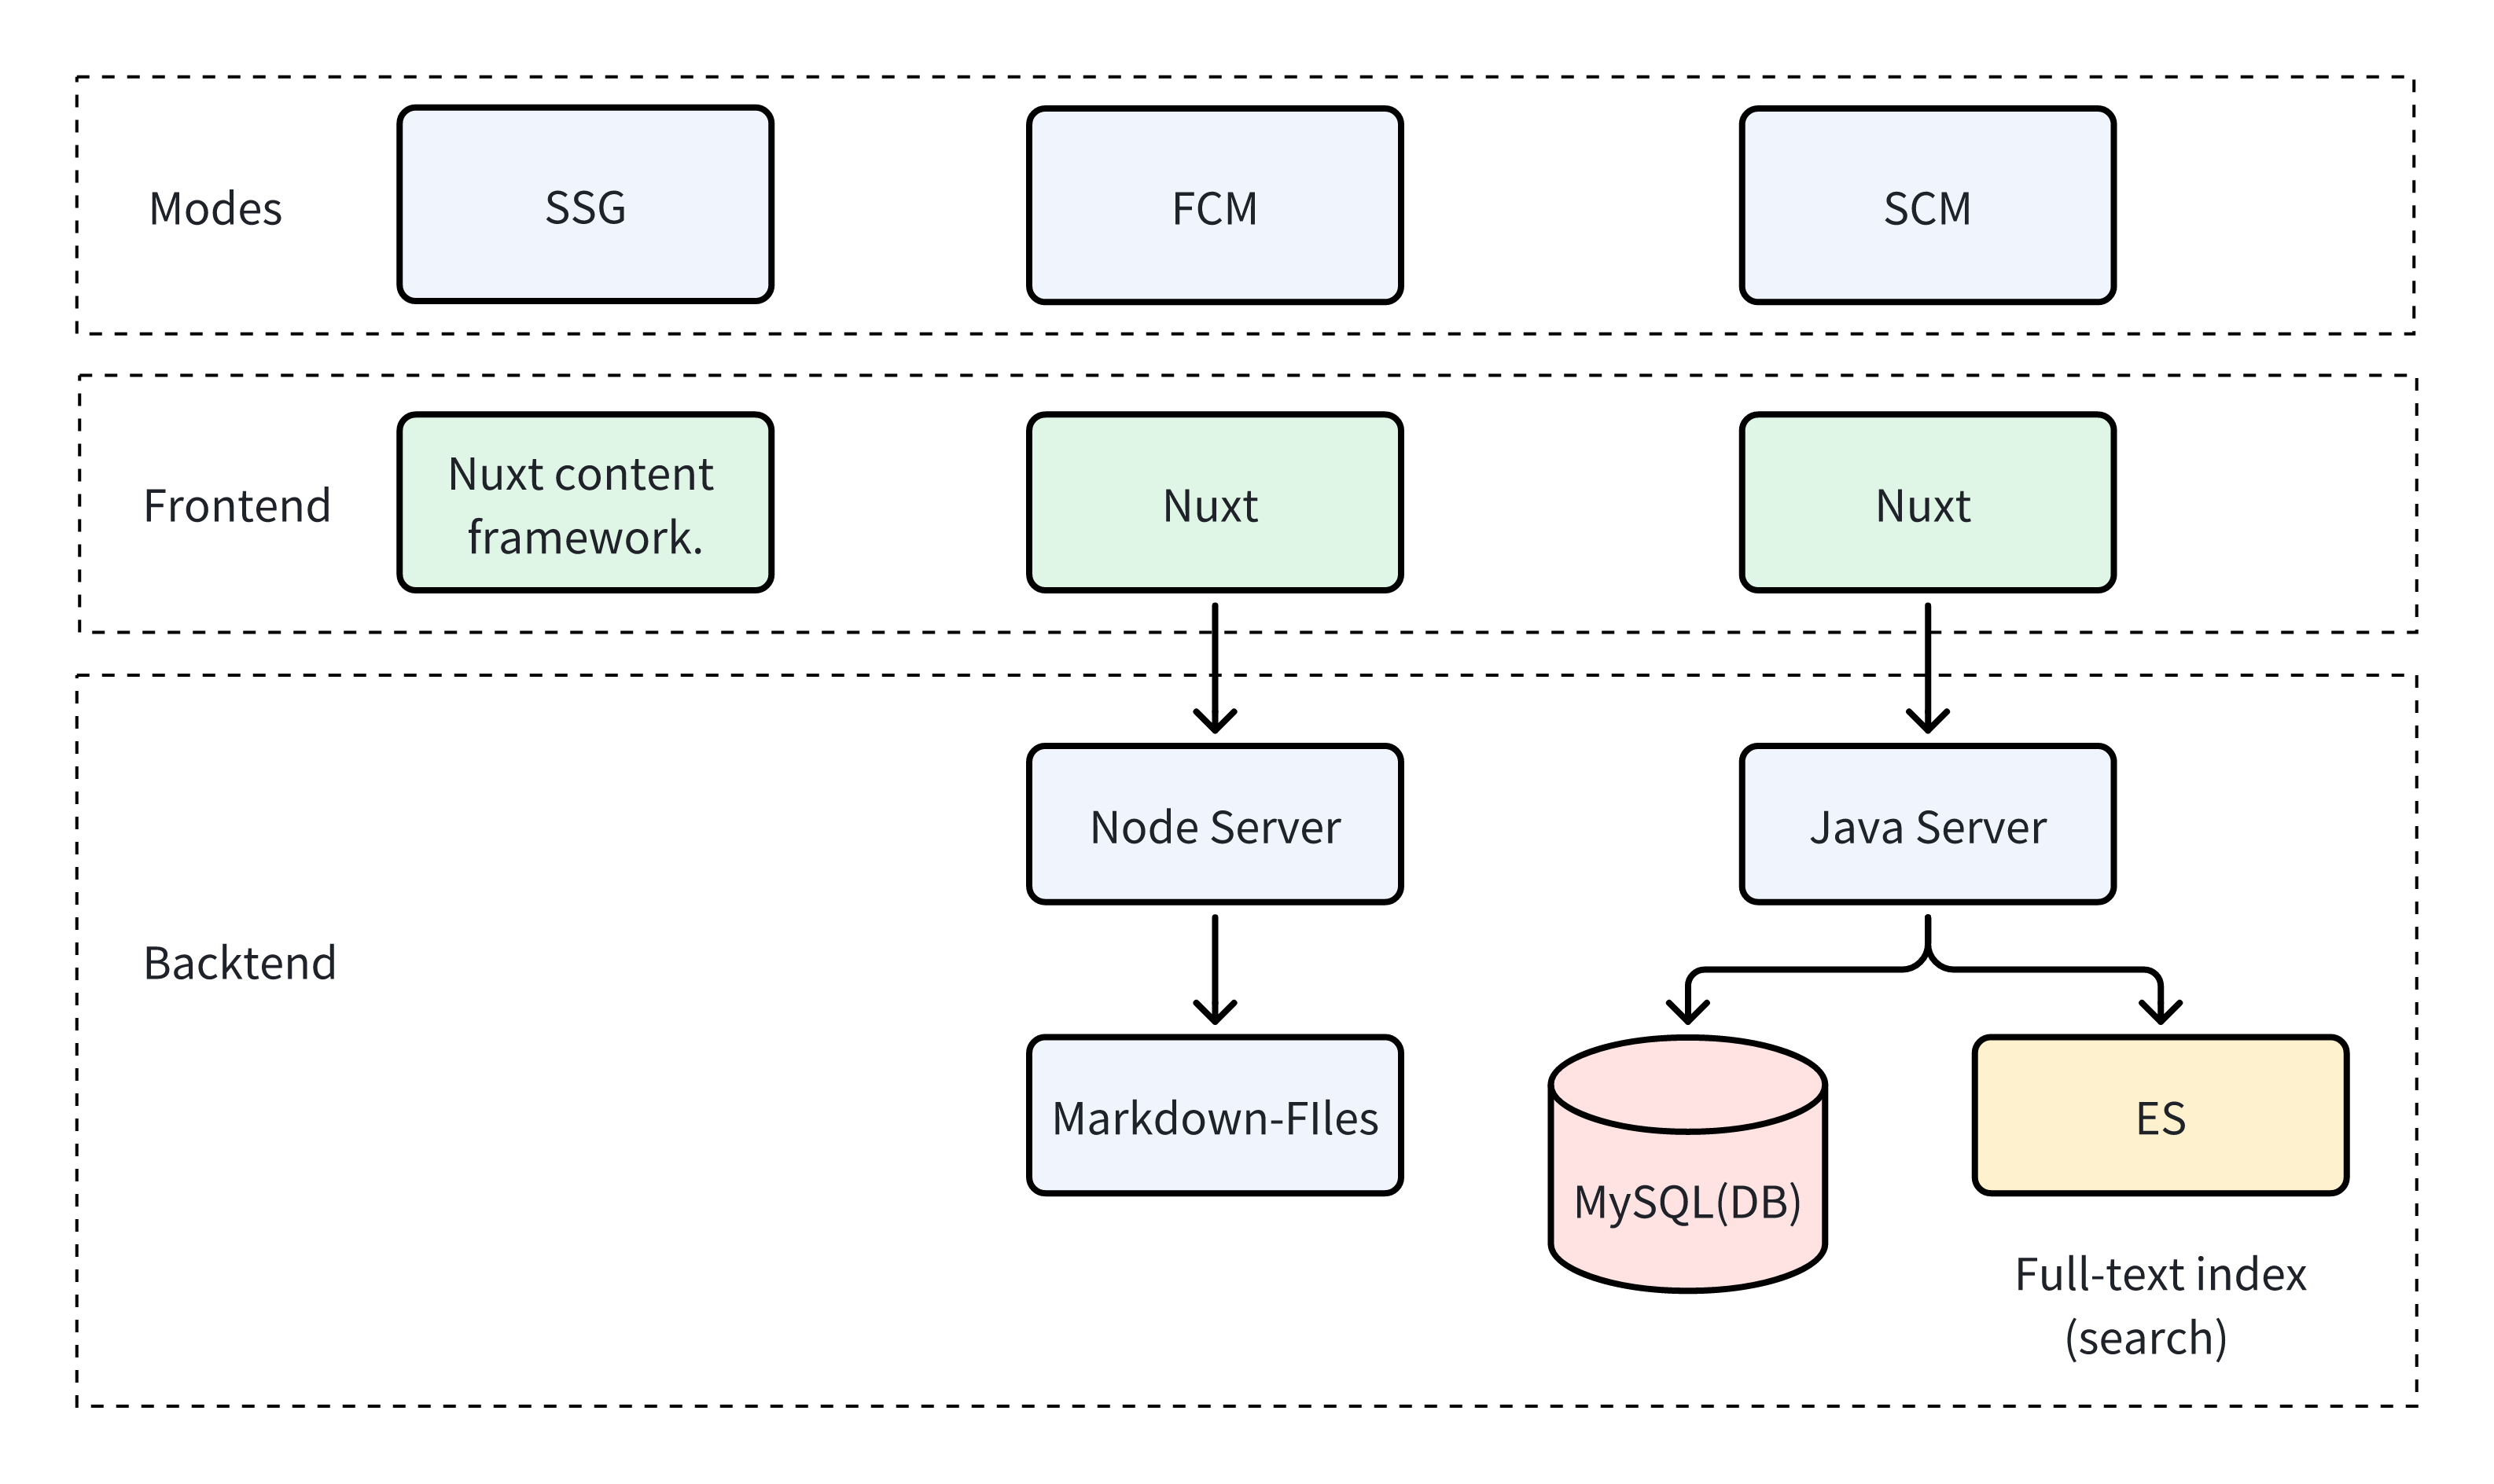 Modes
SSG
FCM
SCM
Frontend
Nuxt content
framework.
Nuxt
Nuxt
Node Server
Java Server
Backtend
Markdown-FIles
MySQL(DB)
ES
Full-text index
(search)